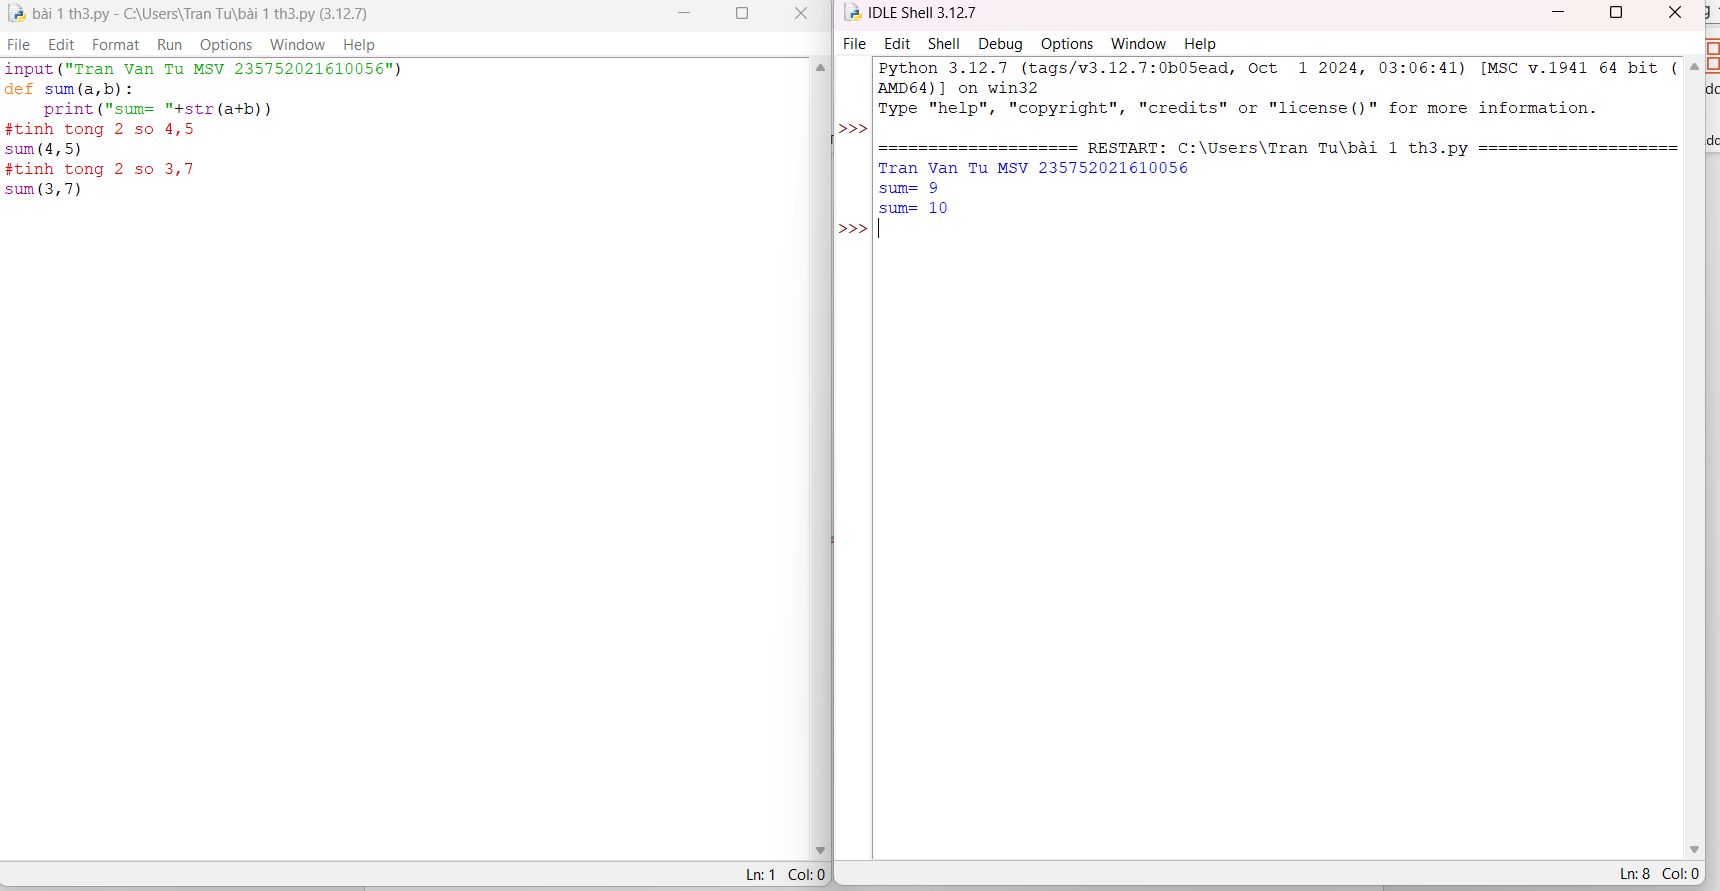 bài 1 th3.py - C:\Users\Tran Tu\bài 1 th3.py (3.12.7)
File Edit Format Run Options Window Help
input("Tran Van Tu MSV 235752021610056")
def sum(a,b):
    print("sum= "+str(a+b))
#tinh tong 2 so 4,5
sum(4,5)
#tinh tong 2 so 3,7
sum(3,7)
Ln: 1 Col: 0
IDLE Shell 3.12.7
File Edit Shell Debug Options Window Help
Python 3.12.7 (tags/v3.12.7:0b05ead, Oct  1 2024, 03:06:41) [MSC v.1941 64 bit (
AMD64)] on win32
Type "help", "copyright", "credits" or "license()" for more information.
>>>
==================== RESTART: C:\Users\Tran Tu\bài 1 th3.py ====================
Tran Van Tu MSV 235752021610056
sum= 9
sum= 10
>>>
Ln: 8 Col: 0